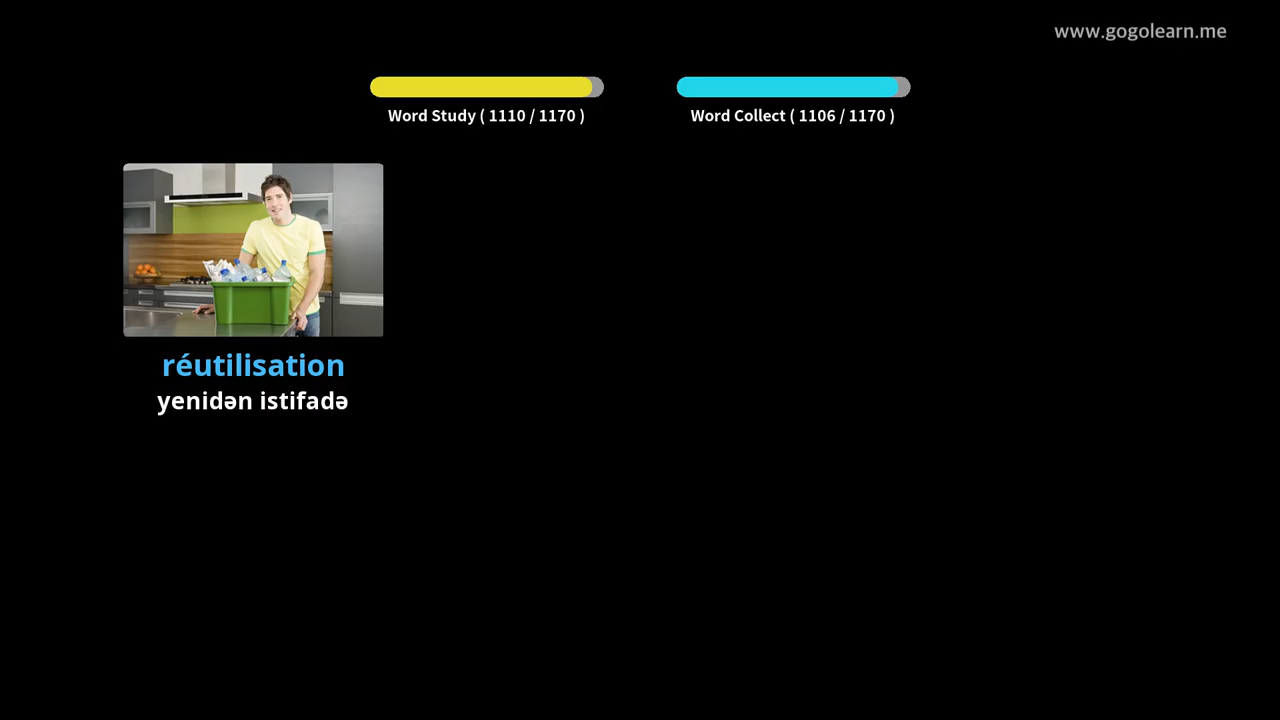 www.gogolearn.me
Word Study ( 1110 / 1170 )
Word Collect ( 1106 / 1170 )
réutilisation
yenidən istifadə